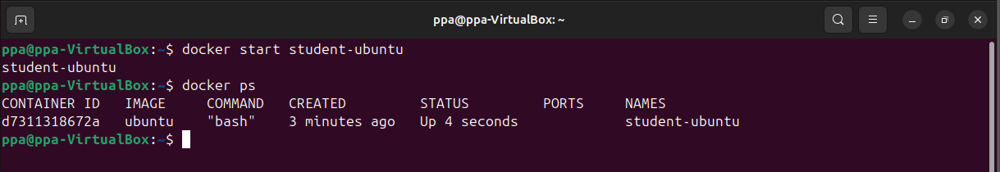 ppa@ppa-VirtualBox: ~
ppa@ppa-VirtualBox:~$ docker start student-ubuntu
student-ubuntu
ppa@ppa-VirtualBox:~$ docker ps
CONTAINER ID   IMAGE     COMMAND   CREATED         STATUS         PORTS     NAMES
d7311318672a   ubuntu    "bash"    3 minutes ago   Up 4 seconds             student-ubuntu
ppa@ppa-VirtualBox:~$